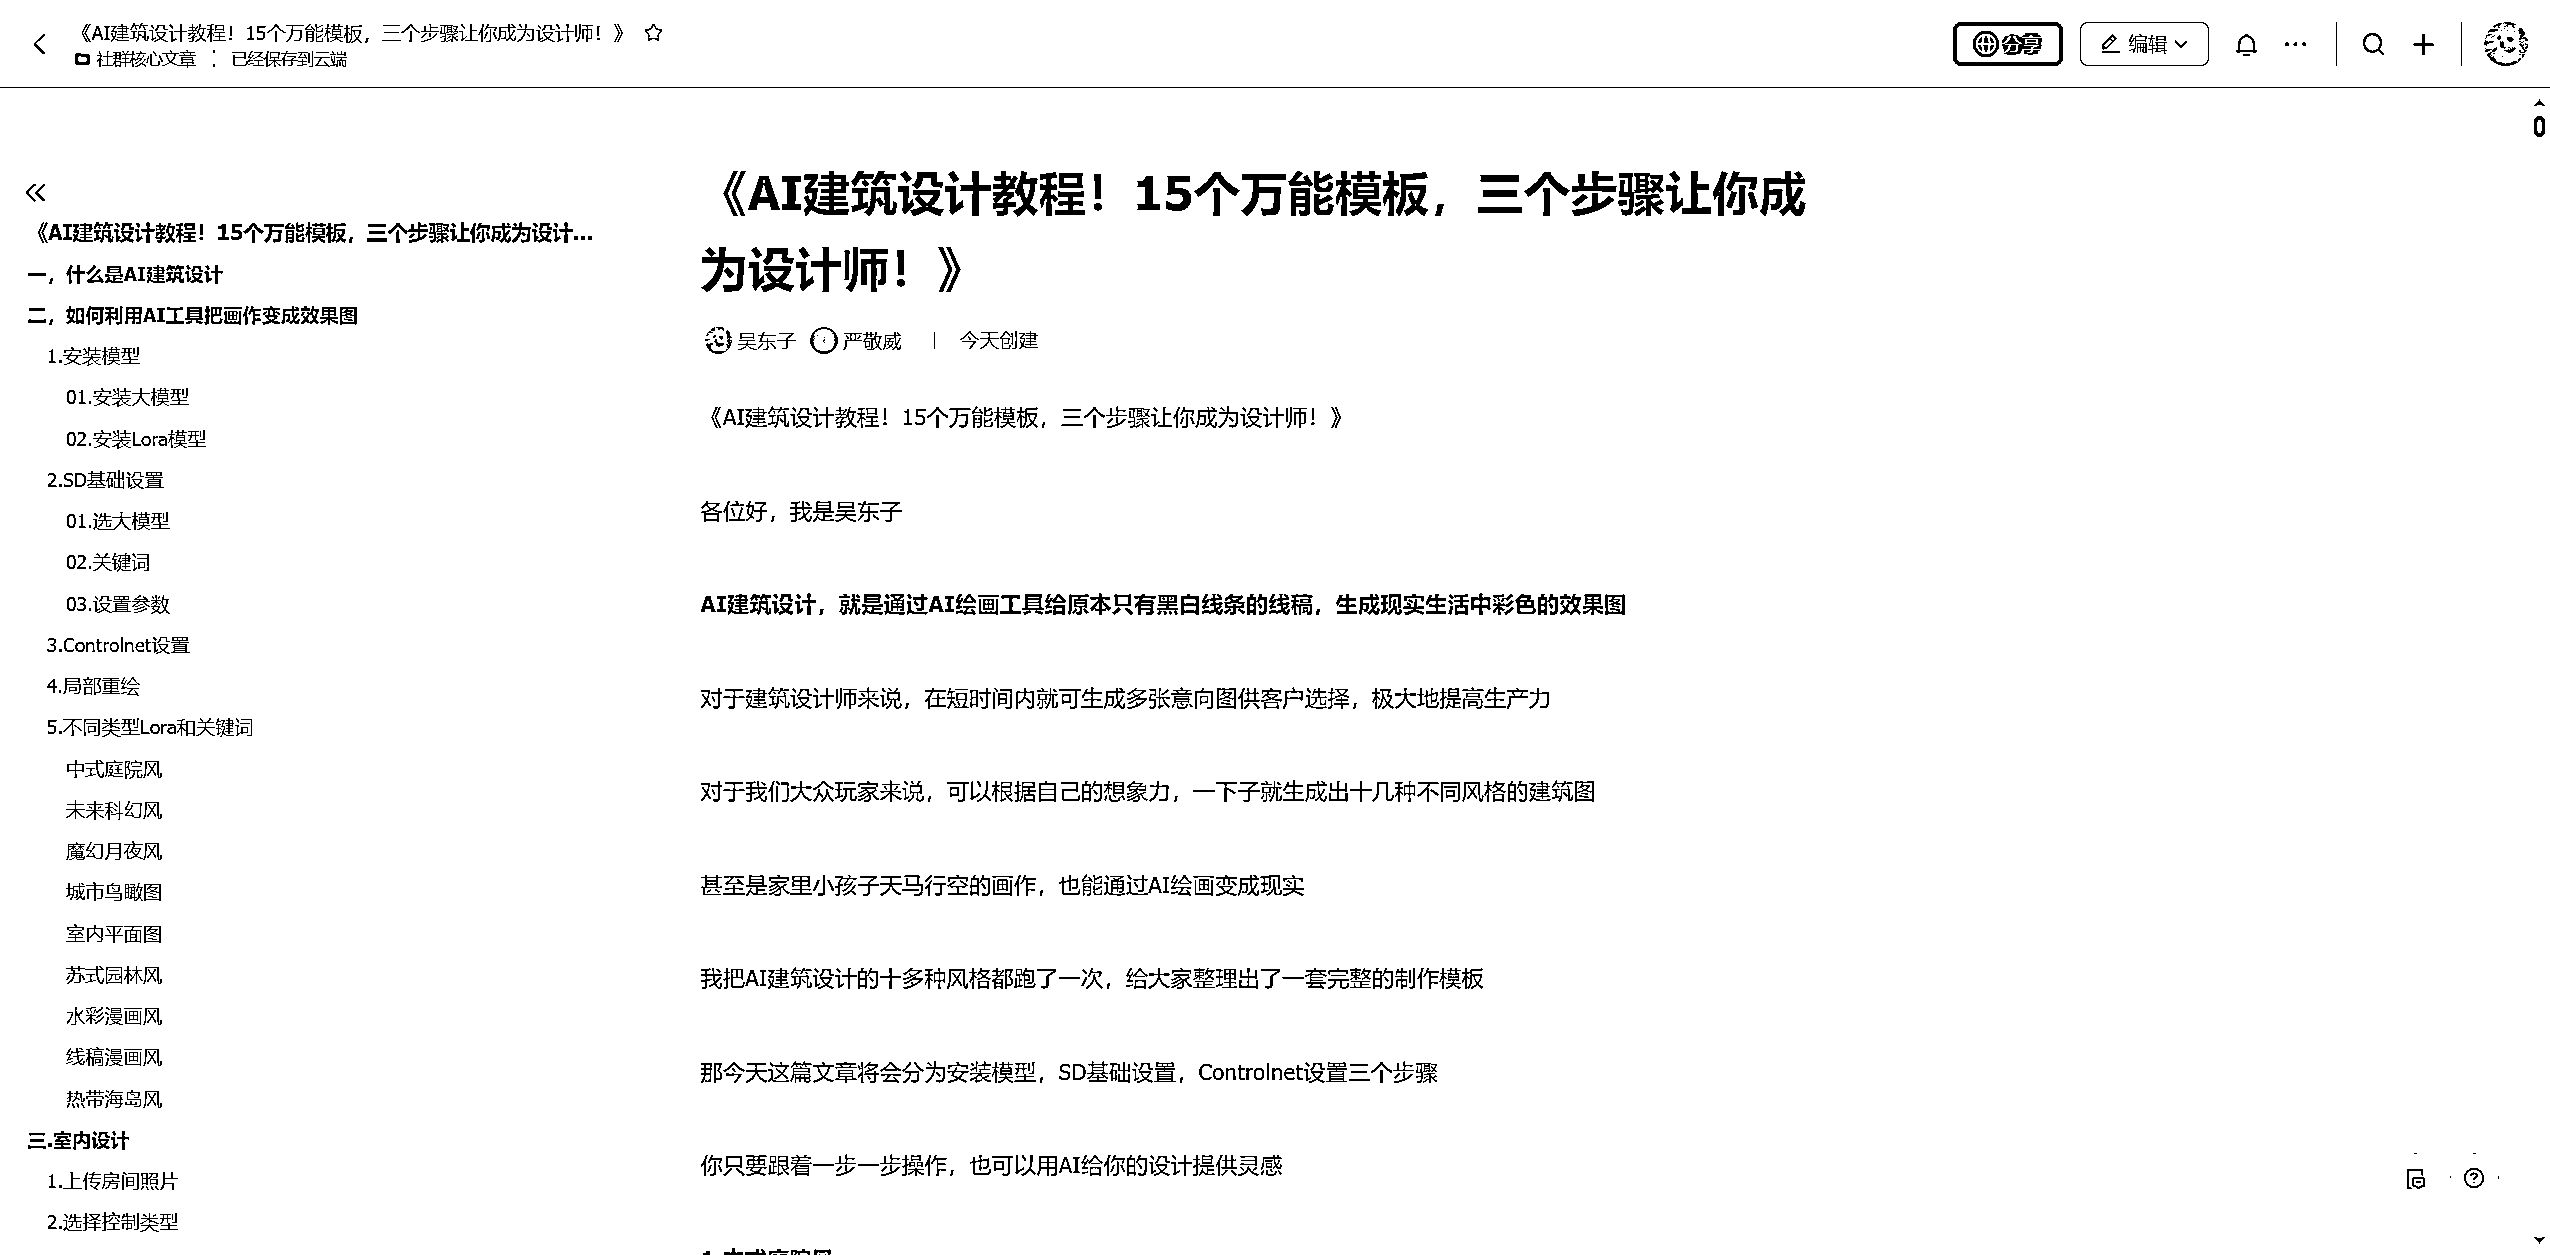 《AI建筑设计教程！15个万能模板，三个步骤让你成为设计师！》
社群核心文章 已经保存到云端
分享
编辑
《AI建筑设计教程！15个万能模板，三个步骤让你成为设计...
一，什么是AI建筑设计
二，如何利用AI工具把画作变成效果图
1.安装模型
01.安装大模型
02.安装Lora模型
2.SD基础设置
01.选大模型
02.关键词
03.设置参数
3.Controlnet设置
4.局部重绘
5.不同类型Lora和关键词
中式庭院风
未来科幻风
魔幻月夜风
城市鸟瞰图
室内平面图
苏式园林风
水彩漫画风
线稿漫画风
热带海岛风
三.室内设计
1.上传房间照片
2.选择控制类型
《AI建筑设计教程！15个万能模板，三个步骤让你成
为设计师！》
吴东子 严敬威 | 今天创建
《AI建筑设计教程！15个万能模板，三个步骤让你成为设计师！》
各位好，我是吴东子
AI建筑设计，就是通过AI绘画工具给原本只有黑白线条的线稿，生成现实生活中彩色的效果图
对于建筑设计师来说，在短时间内就可生成多张意向图供客户选择，极大地提高生产力
对于我们大众玩家来说，可以根据自己的想象力，一下子就生成出十几种不同风格的建筑图
甚至是家里小孩子天马行空的画作，也能通过AI绘画变成现实
我把AI建筑设计的十多种风格都跑了一次，给大家整理出了一套完整的制作模板
那今天这篇文章将会分为安装模型，SD基础设置，Controlnet设置三个步骤
你只要跟着一步一步操作，也可以用AI给你的设计提供灵感